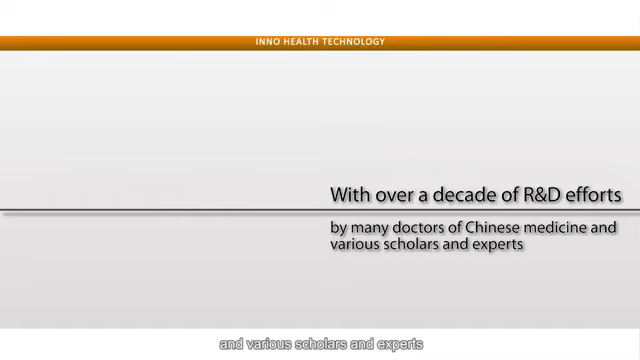 INNO HEALTH TECHNOLOGY
With over a decade of R&D efforts
by many doctors of Chinese medicine and
various scholars and experts
and various scholars and experts